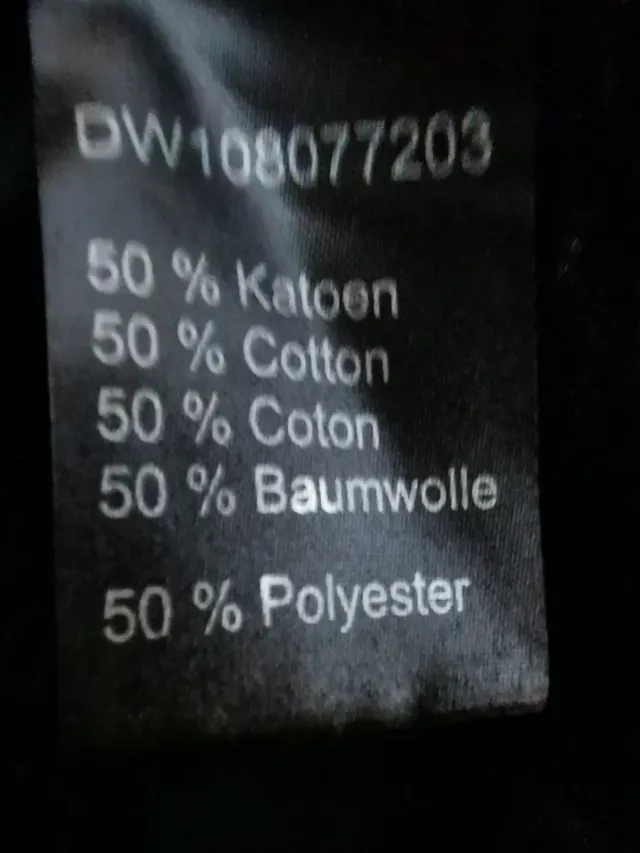 DW108077203
50 % Katoen
50 % Cotton
50 % Coton
50 % Baumwolle
50 % Polyester